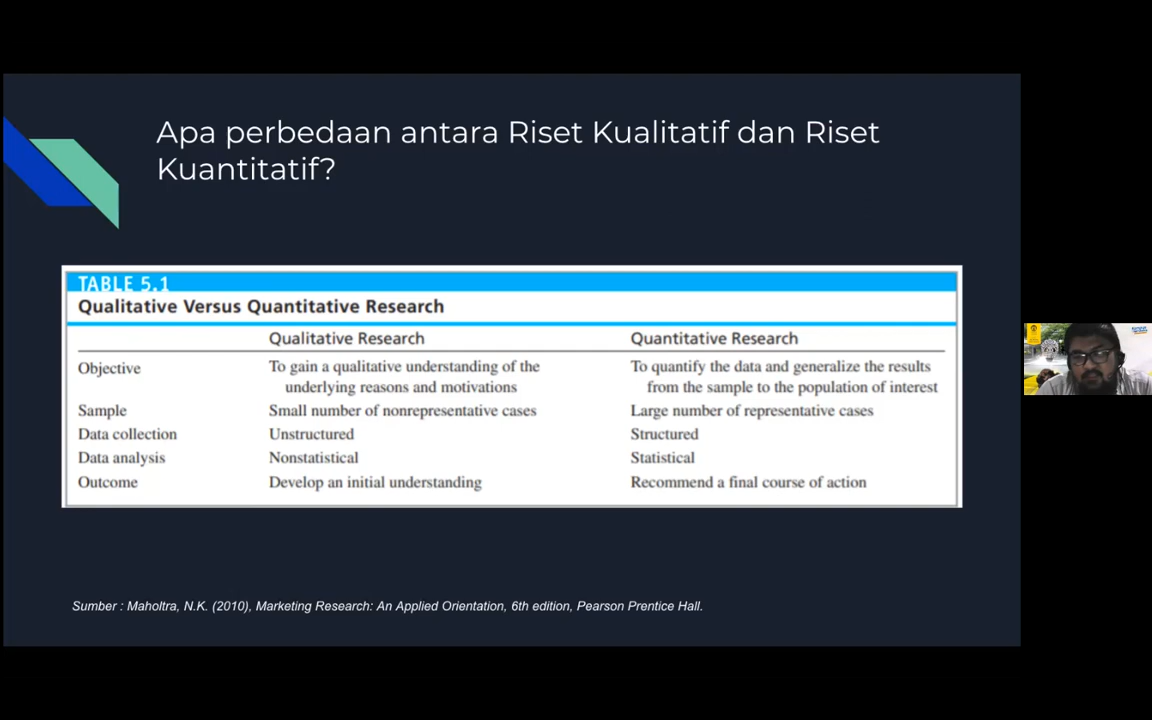 Apa perbedaan antara Riset Kualitatif dan Riset
Kuantitatif?
TABLE 5.1
Qualitative Versus Quantitative Research
Qualitative Research Quantitative Research
Objective To gain a qualitative understanding of the To quantify the data and generalize the results
underlying reasons and motivations from the sample to the population of interest
Sample Small number of nonrepresentative cases Large number of representative cases
Data collection Unstructured Structured
Data analysis Nonstatistical Statistical
Outcome Develop an initial understanding Recommend a final course of action
Sumber : Maholtra, N.K. (2010), Marketing Research: An Applied Orientation, 6th edition, Pearson Prentice Hall.